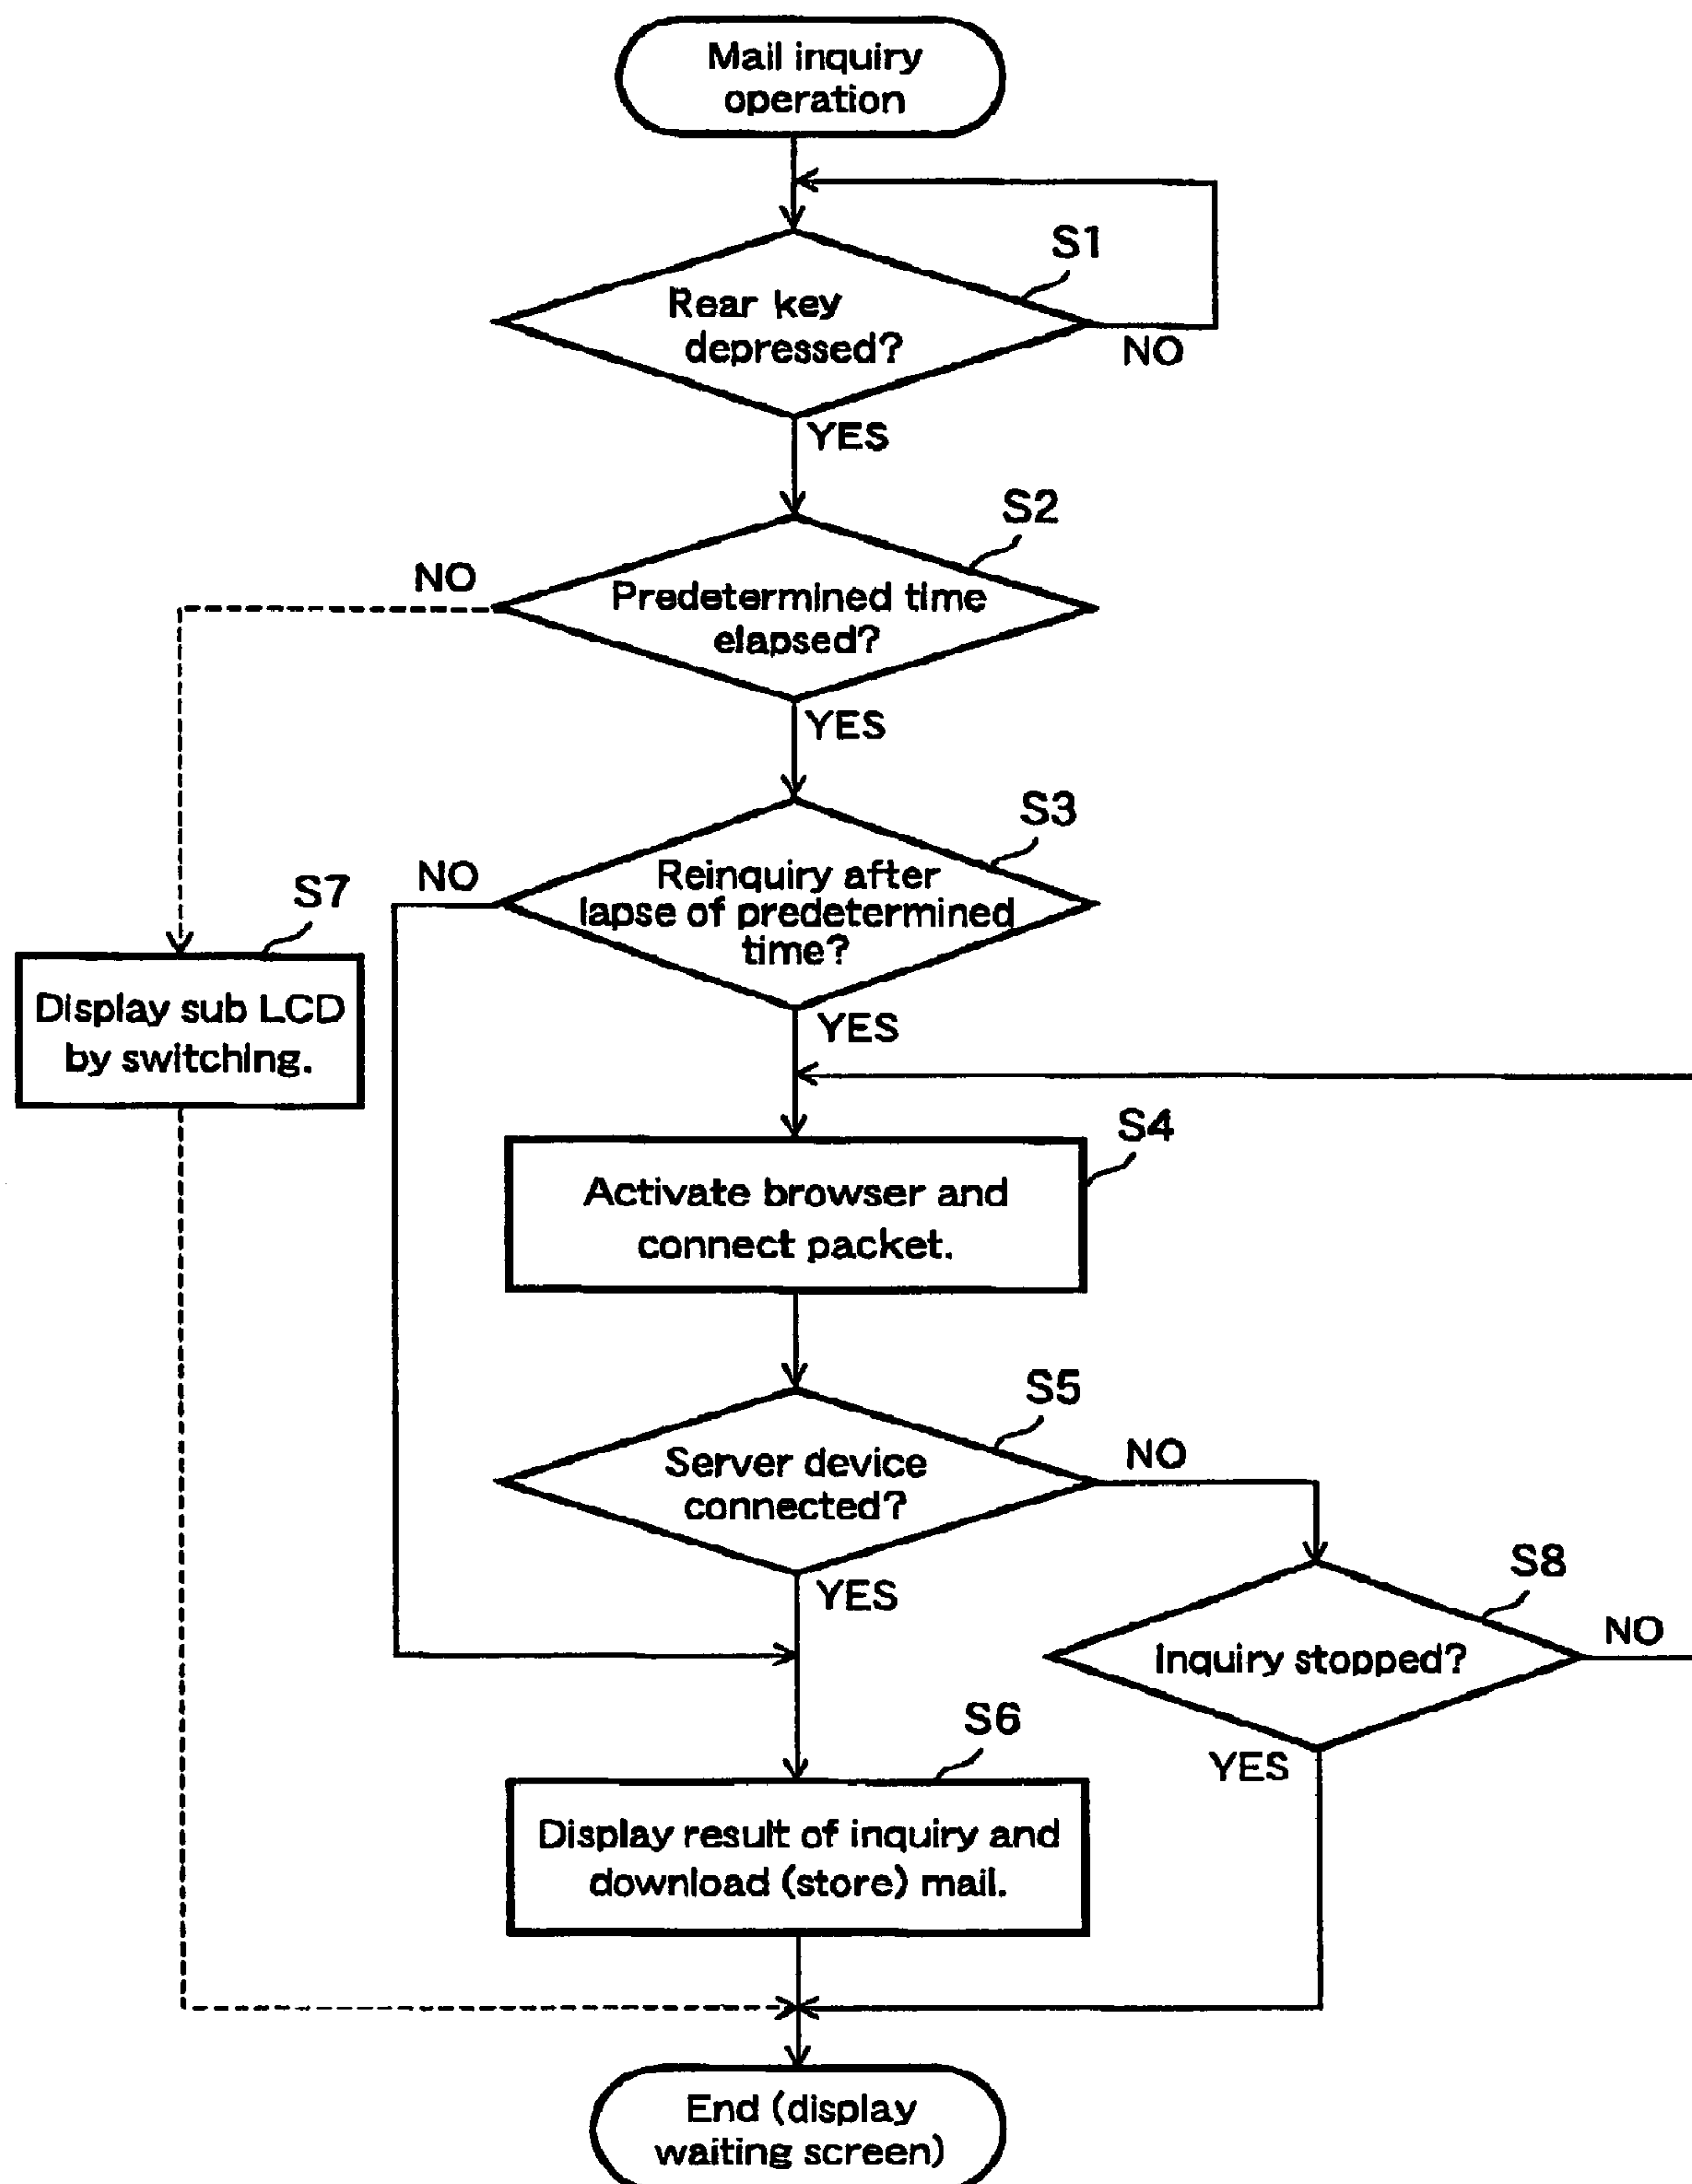 Mail inquiry
operation
S1
Rear key
depressed?
NO
YES
S2
NO
Predetermined time
elapsed?
YES
S3
NO
Reinquiry after
lapse of predetermined
time?
YES
S7
Display sub LCD
by switching.
S4
Activate browser and
connect packet.
S5
Server device
connected?
NO
YES
S8
Inquiry stopped?
NO
YES
S6
Display result of inquiry and
download (store) mail.
End (display
waiting screen)